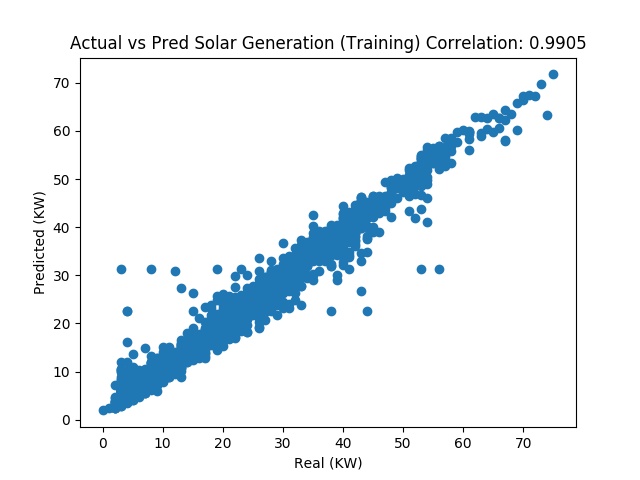 Actual vs Pred Solar Generation (Training) Correlation: 0.9905
70
60
50
40
30
20
10
0
Predicted (KW)
0 10 20 30 40 50 60 70
Real (KW)